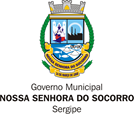 Governo Municipal
NOSSA SENHORA DO SOCORRO
Sergipe